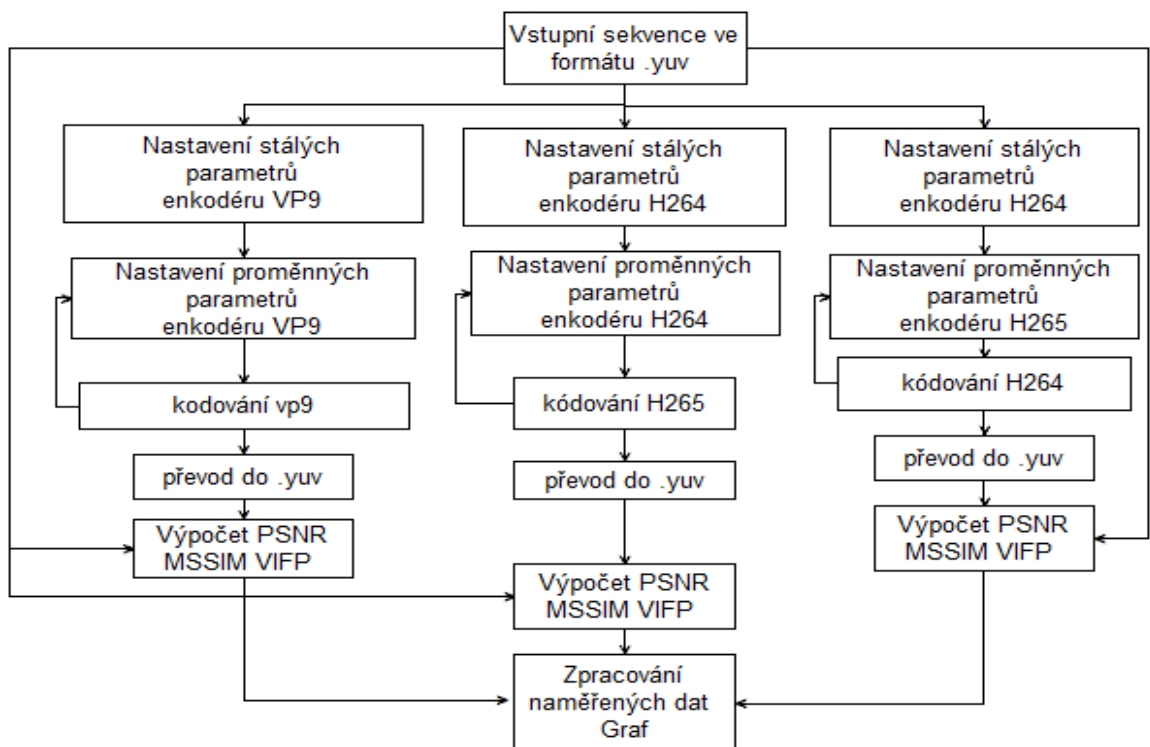 Vstupní sekvence ve
formátu .yuv
Nastavení stálých
parametrů
enkodéru VP9
Nastavení proměnných
parametrů
enkodéru VP9
kodování vp9
převod do .yuv
Výpočet PSNR
MSSIM VIFP
Nastavení stálých
parametrů
enkodéru H264
Nastavení proměnných
parametrů
enkodéru H264
kódování H265
převod do .yuv
Výpočet PSNR
MSSIM VIFP
Nastavení stálých
parametrů
enkodéru H264
Nastavení proměnných
parametrů
enkodéru H265
kódování H264
převod do .yuv
Výpočet PSNR
MSSIM VIFP
Zpracování
naměřených dat
Graf